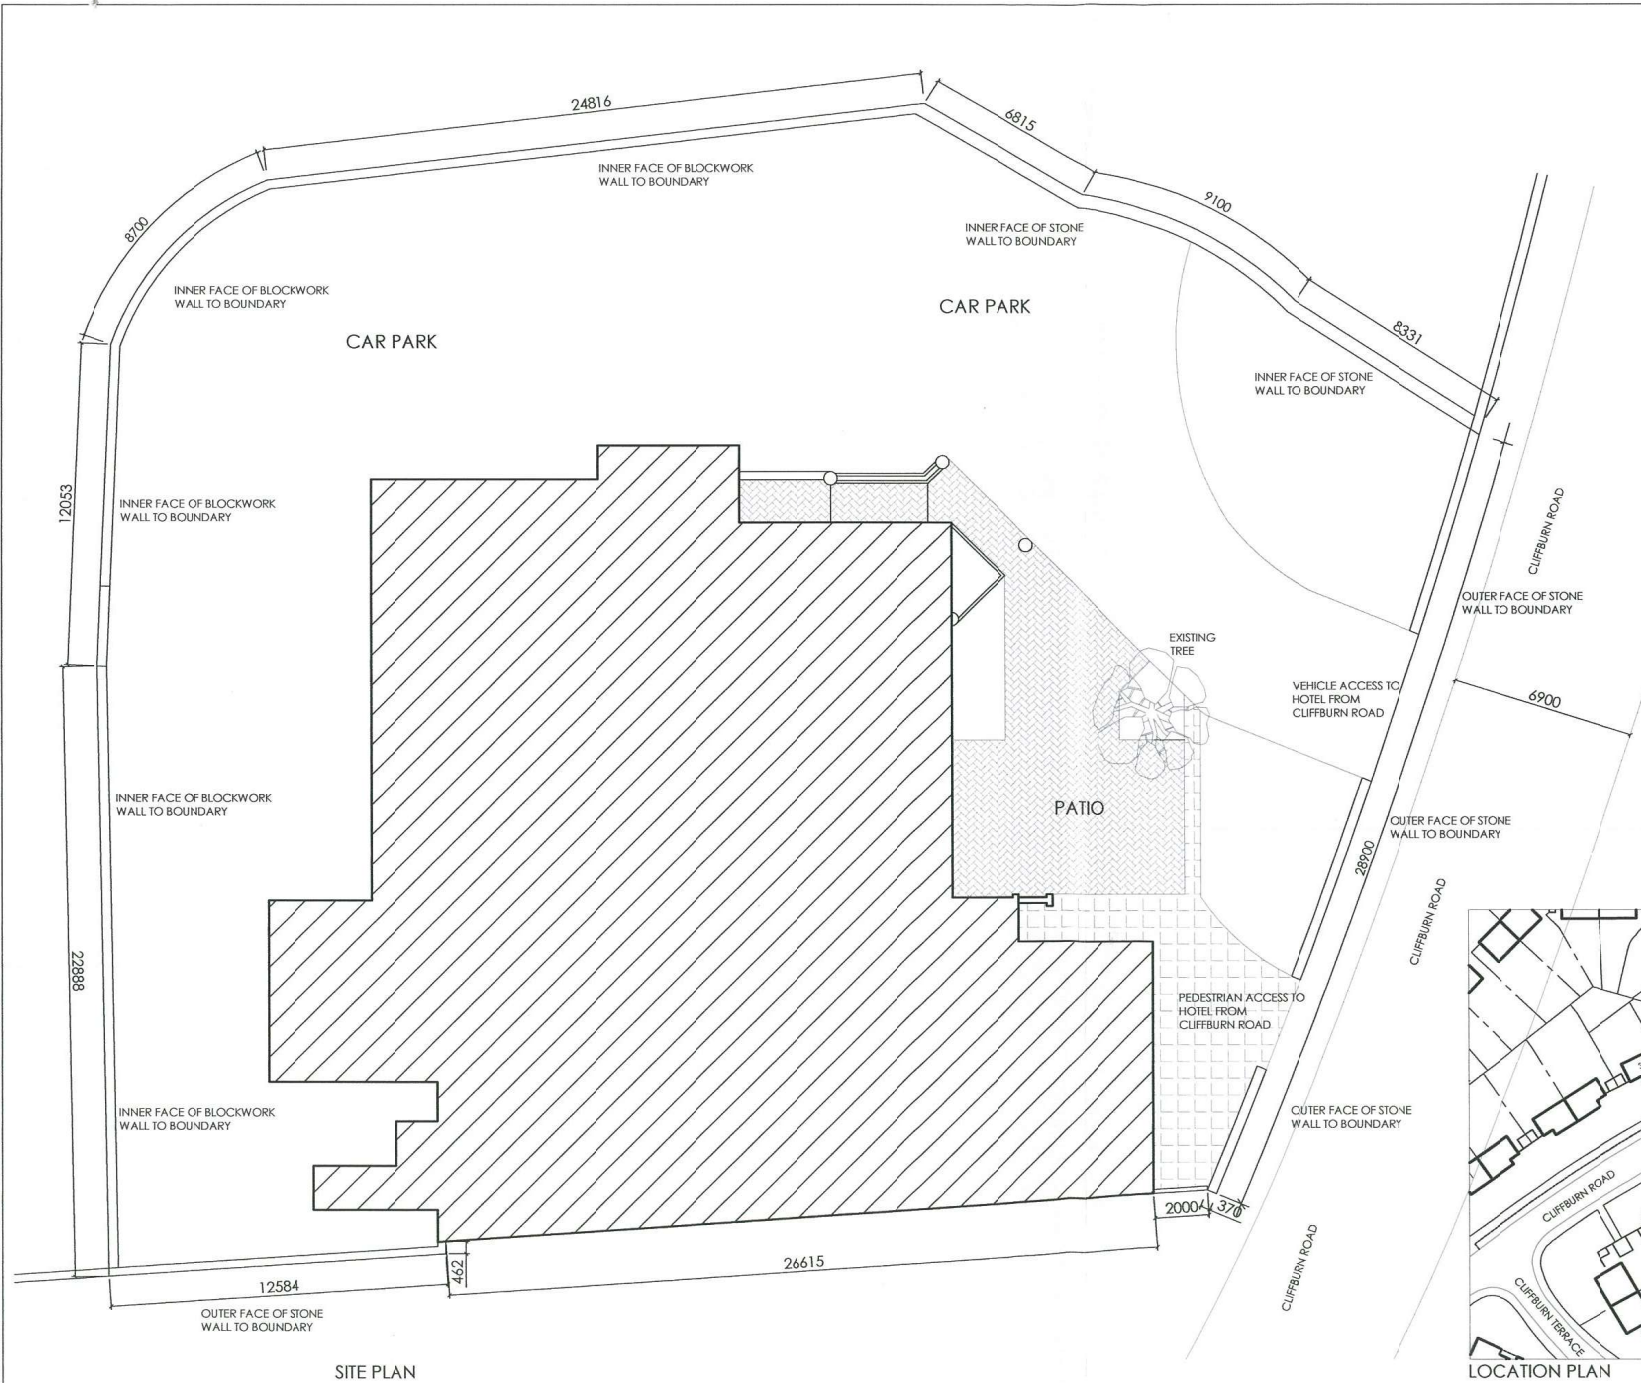 24816
6815
INNER FACE OF BLOCKWORK
WALL TO BOUNDARY
9100
8700
INNER FACE OF STONE
WALL TO BOUNDARY
INNER FACE OF BLOCKWORK
WALL TO BOUNDARY
CAR PARK
CAR PARK
8331
INNER FACE OF STONE
WALL TO BOUNDARY
12053
INNER FACE OF BLOCKWORK
WALL TO BOUNDARY
CLIFFBURN ROAD
OUTER FACE OF STONE
WALL TO BOUNDARY
EXISTING
TREE
VEHICLE ACCESS TO
HOTEL FROM
CLIFFBURN ROAD
6900
INNER FACE OF BLOCKWORK
WALL TO BOUNDARY
PATIO
OUTER FACE OF STONE
WALL TO BOUNDARY
28900
CLIFFBURN ROAD
22888
PEDESTRIAN ACCESS TO
HOTEL FROM
CLIFFBURN ROAD
INNER FACE OF BLOCKWORK
WALL TO BOUNDARY
OUTER FACE OF STONE
WALL TO BOUNDARY
2000
370
CLIFFBURN ROAD
462
26615
12584
OUTER FACE OF STONE
WALL TO BOUNDARY
SITE PLAN
CLIFFBURN ROAD
CLIFFBURN TERRACE
LOCATION PLAN